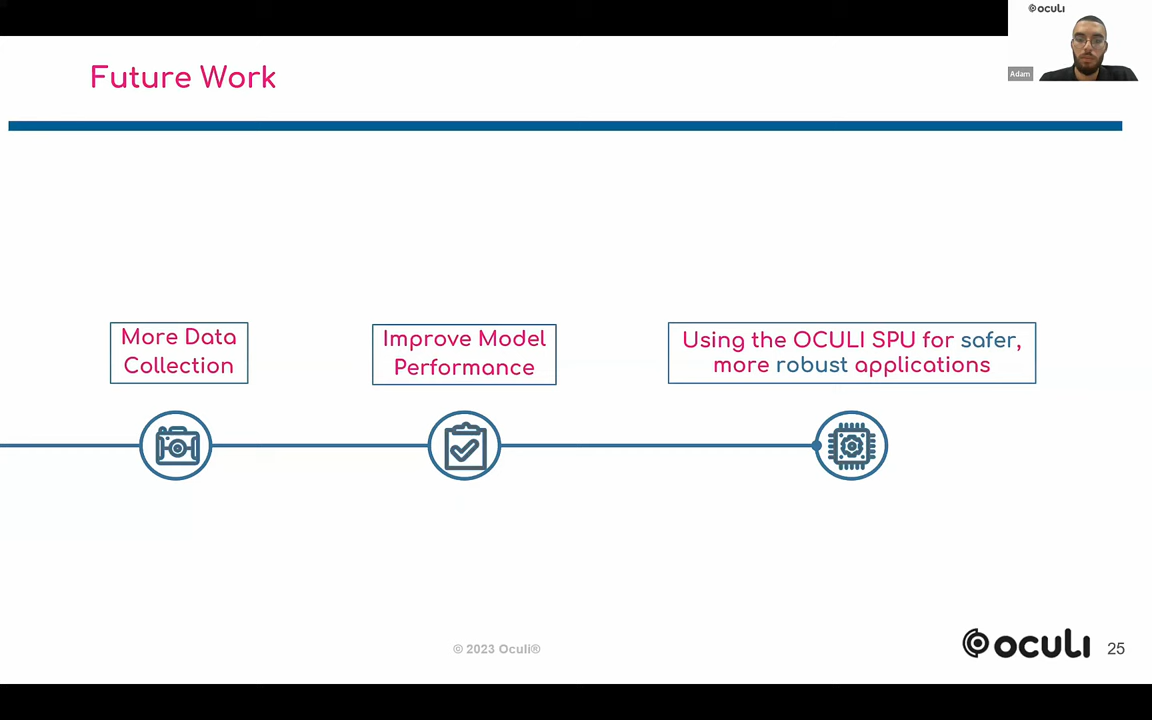 oculi
Adam
Future Work
More Data
Collection
Improve Model
Performance
Using the OCULI SPU for safer,
more robust applications
© 2023 Oculi®
oculi
25